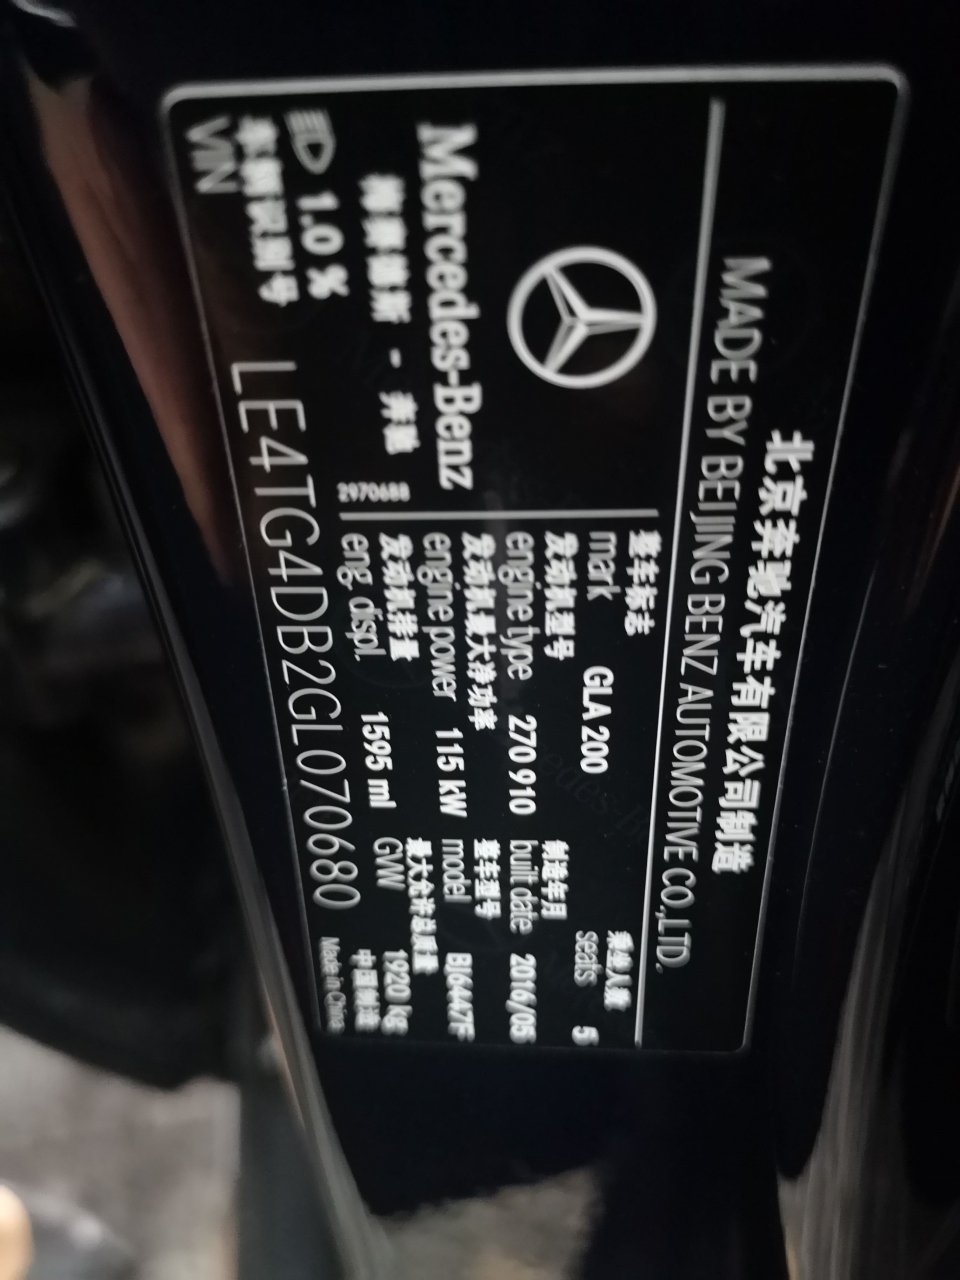 北京奔驰汽车有限公司制造
MADE BY BEIJING BENZ AUTOMOTIVE CO.,LTD.
Mercedes-Benz
梅赛德斯 - 奔驰
2970688
整车标志
mark GLA 200
乘坐人数
seats 5
发动机型号
engine type 270 910
制造年月
built date 2016/05
发动机最大净功率
engine power 115 kW
整车型号
model BJ6447F
发动机排量
eng. displ. 1595 ml
最大允许总质量
GVW 1920 kg
1.0 %
车辆识别号
VIN LE4TG4DB2GL070680
中国制造
Made in China